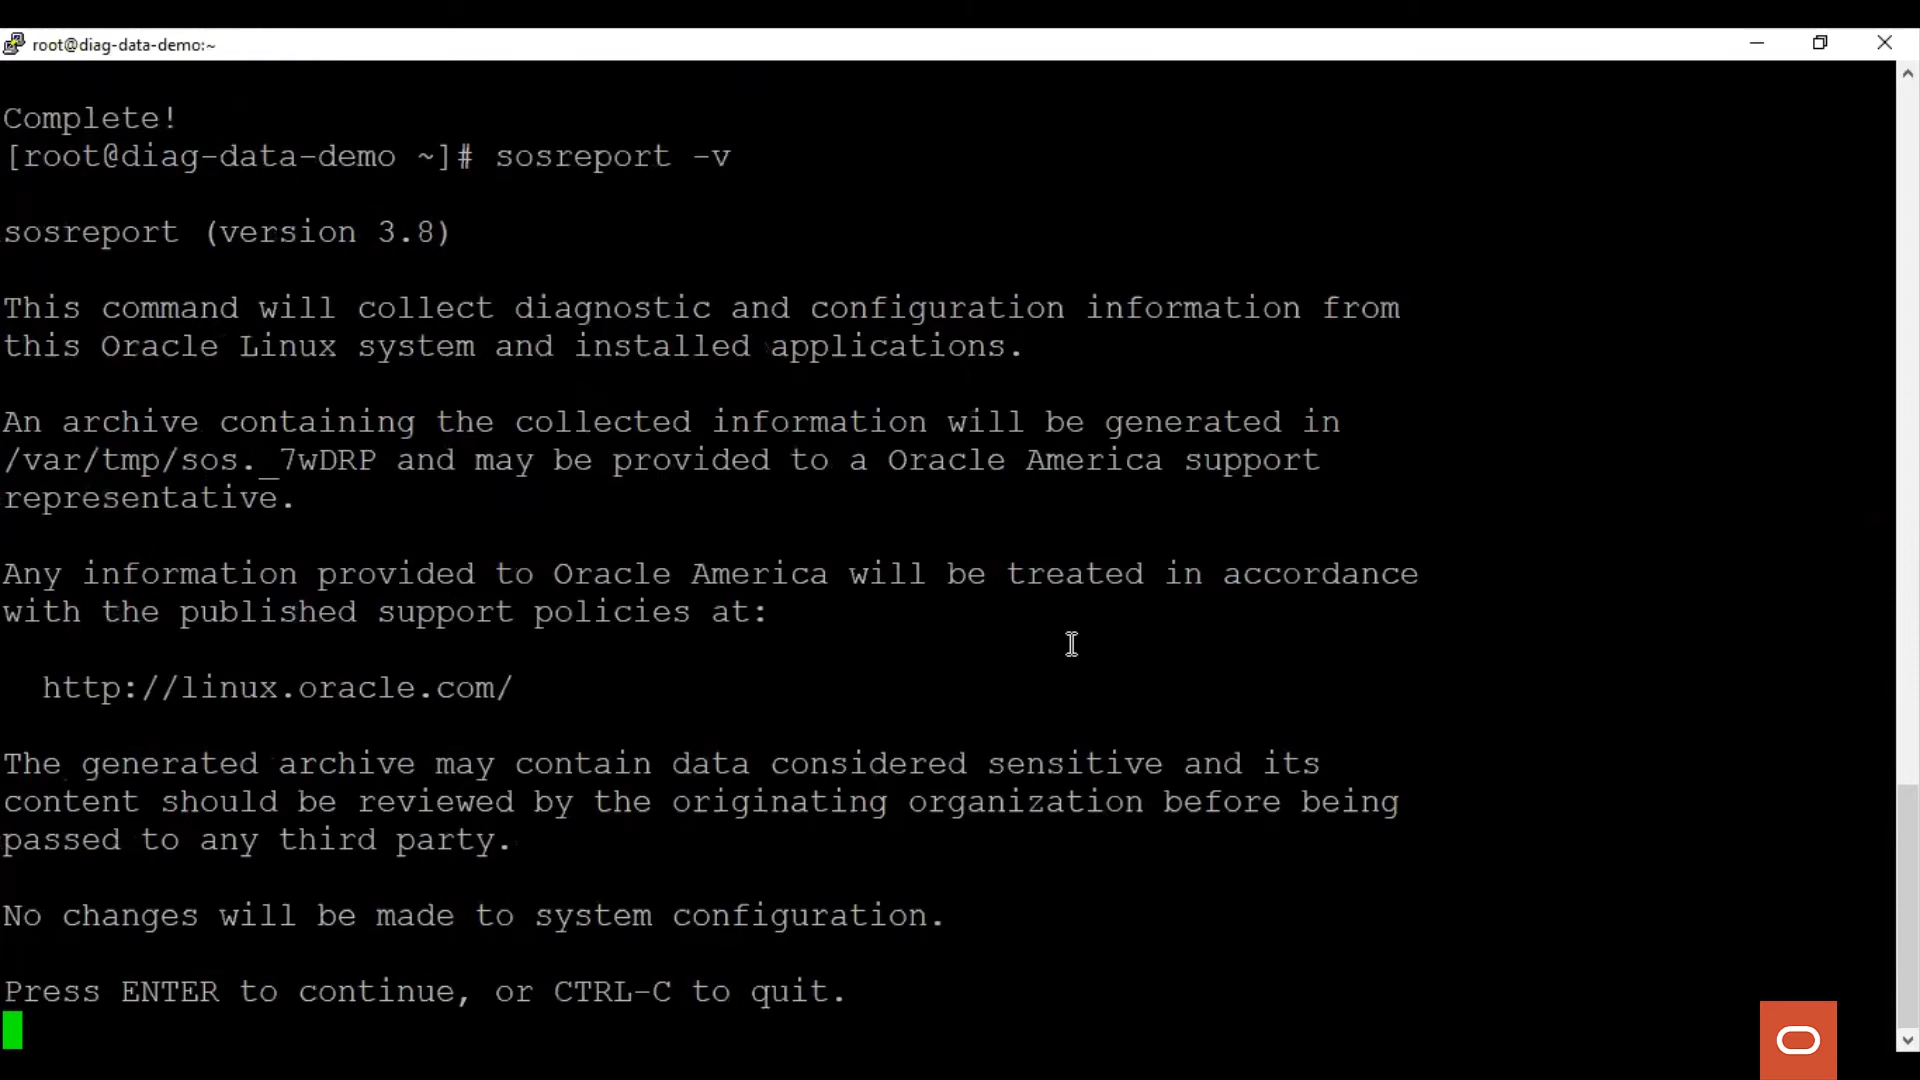 root@diag-data-demo:~
Complete!
[root@diag-data-demo ~]# sosreport -v
sosreport (version 3.8)
This command will collect diagnostic and configuration information from
this Oracle Linux system and installed applications.
An archive containing the collected information will be generated in
/var/tmp/sos._7wDRP and may be provided to a Oracle America support
representative.
Any information provided to Oracle America will be treated in accordance
with the published support policies at:
http://linux.oracle.com/
The generated archive may contain data considered sensitive and its
content should be reviewed by the originating organization before being
passed to any third party.
No changes will be made to system configuration.
Press ENTER to continue, or CTRL-C to quit.